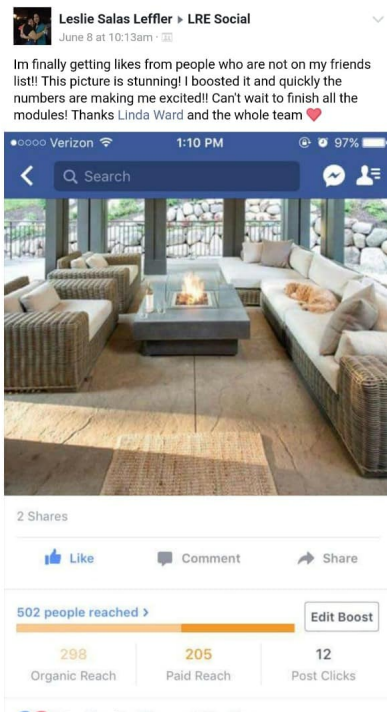 Leslie Salas Leffler ▸ LRE Social
June 8 at 10:13am ·
Im finally getting likes from people who are not on my friends
list!! This picture is stunning! I boosted it and quickly the
numbers are making me excited!! Can't wait to finish all the
modules! Thanks Linda Ward and the whole team ❤
Verizon 1:10 PM 97%
Search
2 Shares
Like Comment Share
502 people reached >
Edit Boost
298 205 12
Organic Reach Paid Reach Post Clicks